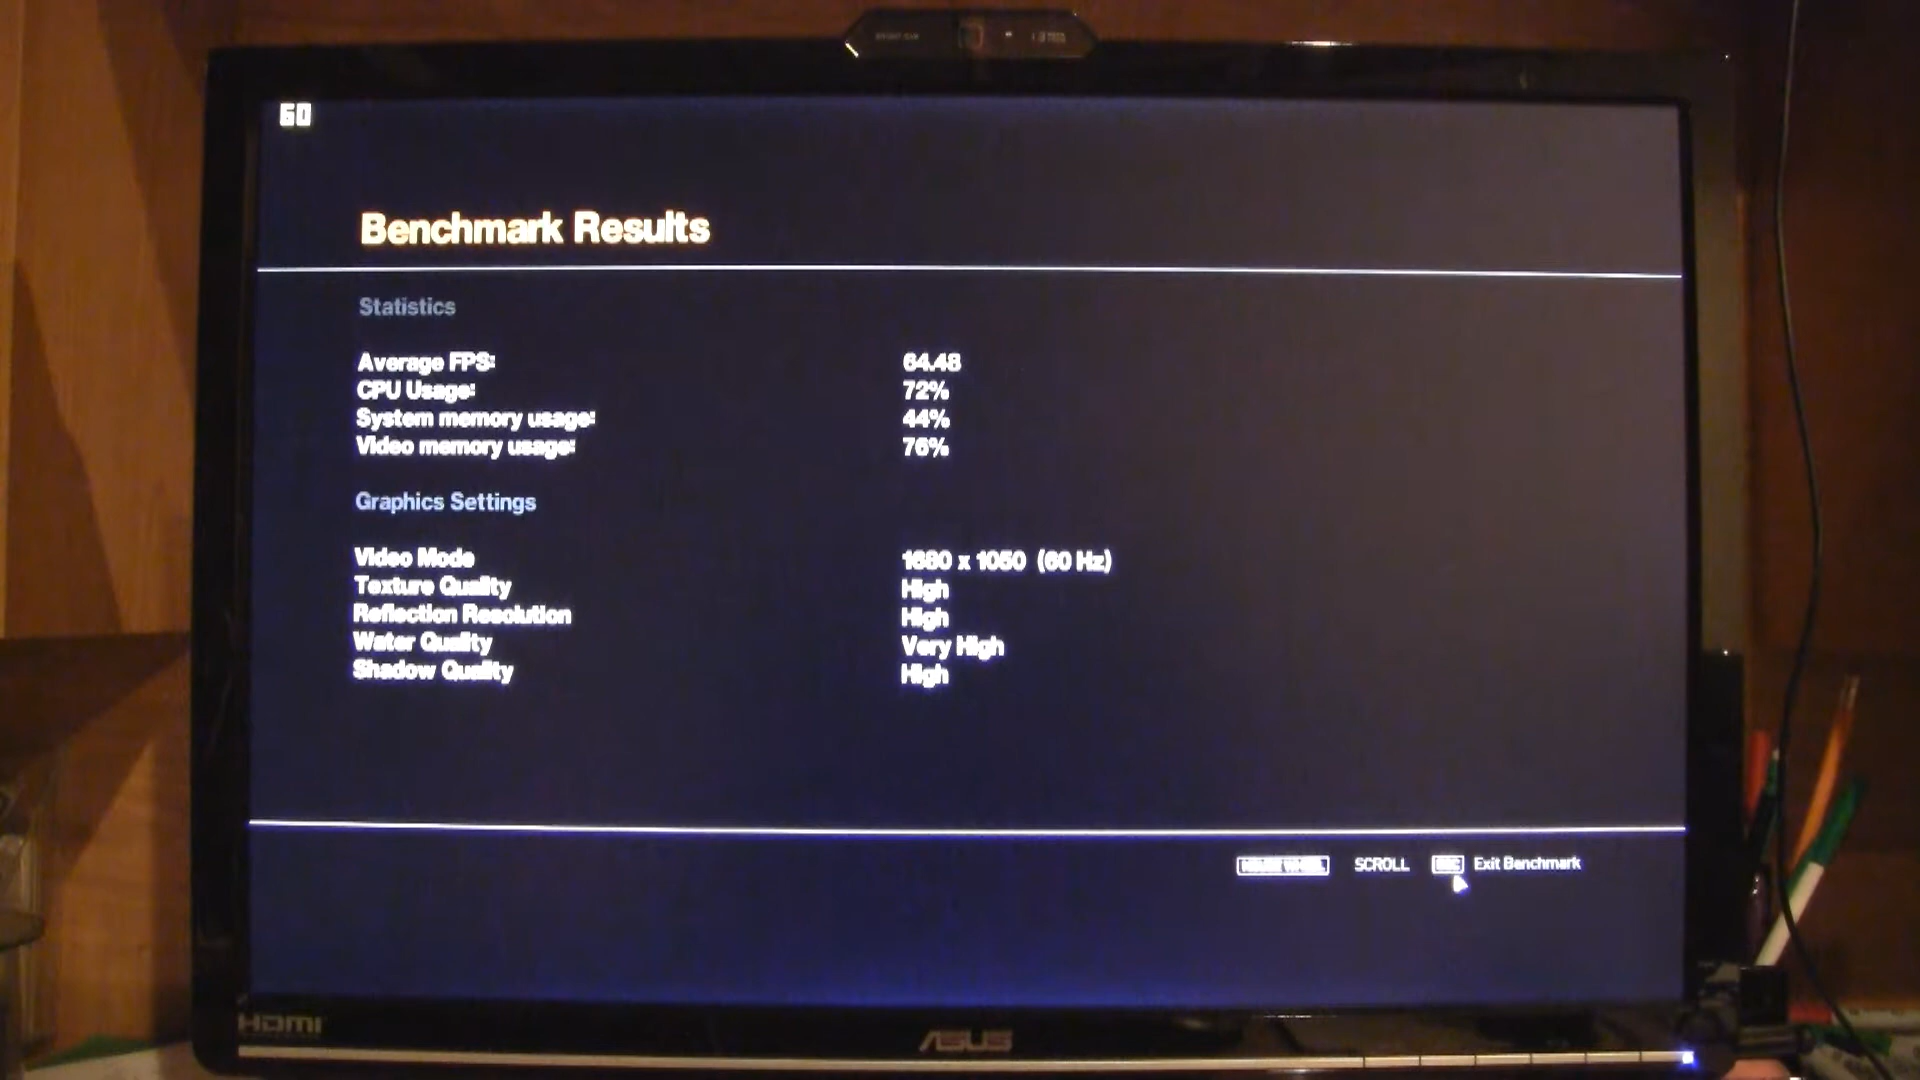 60
Benchmark Results
Statistics
Average FPS: 64.48
CPU Usage: 72%
System memory usage: 44%
Video memory usage: 76%
Graphics Settings
Video Mode 1680 x 1050 (60 Hz)
Texture Quality High
Reflection Resolution High
Water Quality Very High
Shadow Quality High
SCROLL Exit Benchmark
HDMI
ASUS